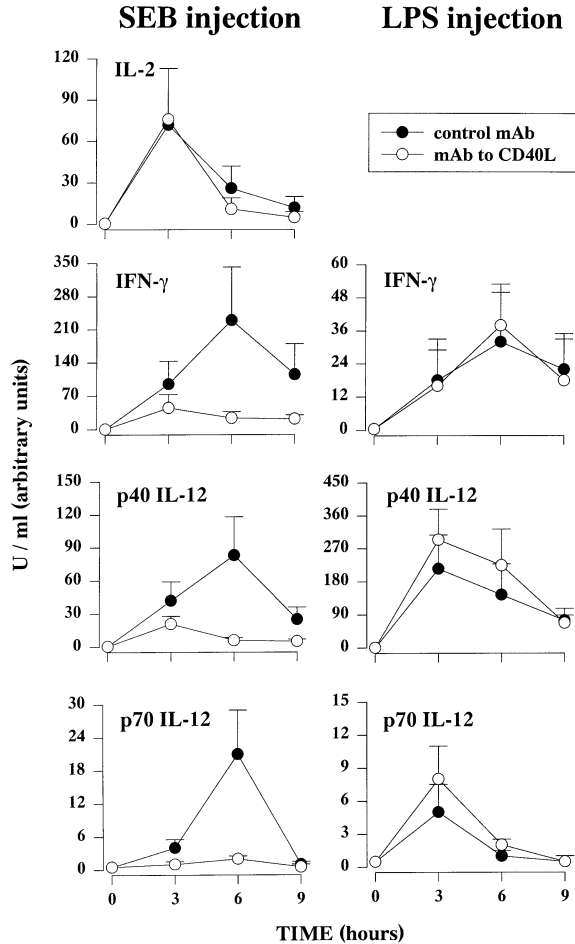 SEB injection
LPS injection
IL-2
120
90
60
30
0
control mAb
mAb to CD40L
IFN-γ
350
280
210
140
70
0
IFN-γ
60
48
36
24
12
0
U / ml (arbitrary units)
p40 IL-12
150
120
90
60
30
0
p40 IL-12
450
360
270
180
90
0
p70 IL-12
30
24
18
12
6
0
0 3 6 9
p70 IL-12
15
12
9
6
3
0
0 3 6 9
TIME (hours)